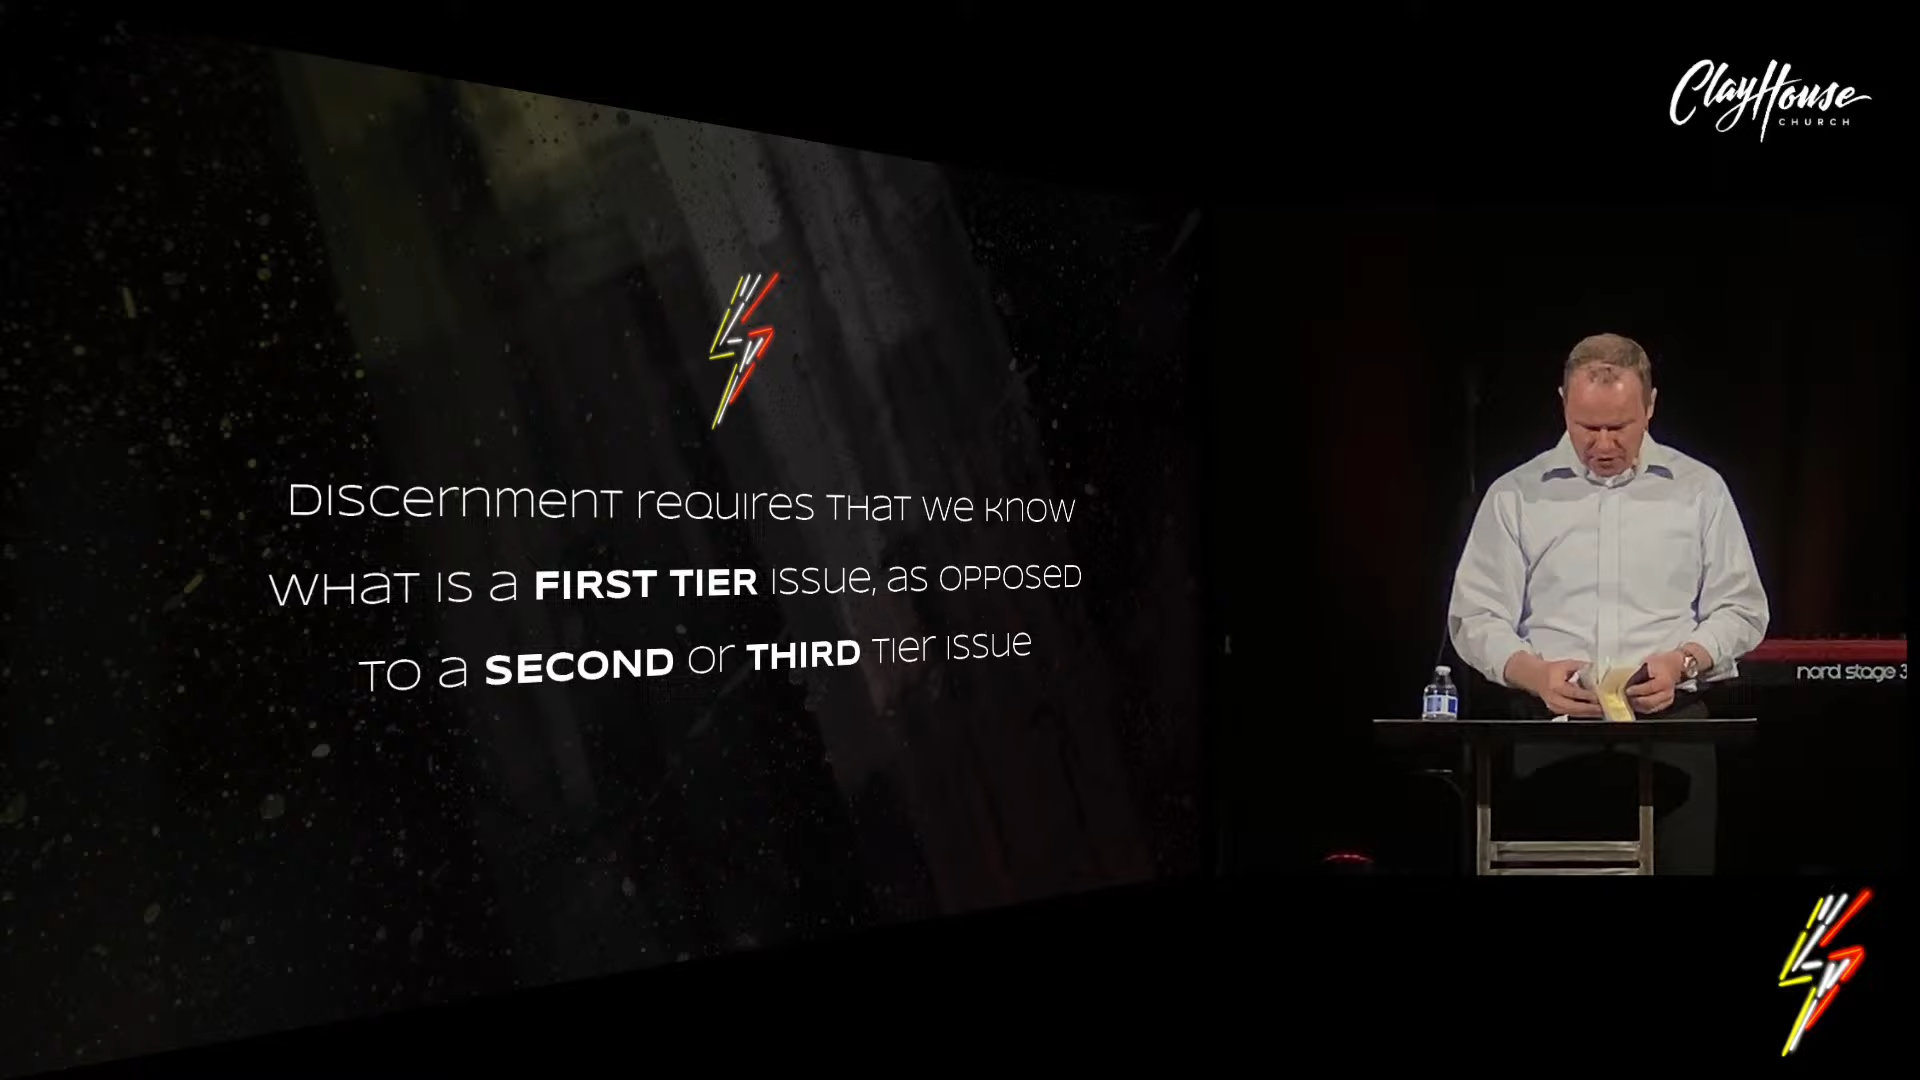 ClayHouse
CHURCH
DISCERNMENT REQUIRES THAT WE KNOW
WHAT IS A FIRST TIER ISSUE, AS OPPOSED
TO A SECOND OR THIRD TIER ISSUE
nord stage 3